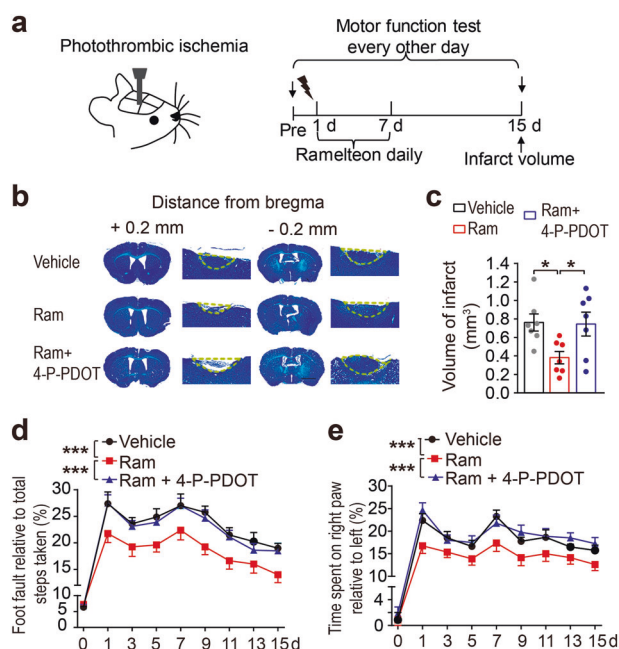 a
Photothrombic ischemia
Motor function test
every other day
Pre 1 d 7 d 15 d
Ramelteon daily
Infarct volume
b
Distance from bregma
+ 0.2 mm - 0.2 mm
Vehicle
Ram
Ram+
4-P-PDOT
c
Vehicle
Ram
Ram+
4-P-PDOT
* *
Volume of infarct
(mm³)
1.4
1.2
1.0
0.8
0.6
0.4
0.2
0.0
d
***
***
Vehicle
Ram
Ram + 4-P-PDOT
Foot fault relative to total
steps taken (%)
30
25
20
15
10
5
0
0 1 3 5 7 9 11 13 15 d
e
***
***
Vehicle
Ram
Ram + 4-P-PDOT
Time spent on right paw
relative to left (%)
30
25
20
15
10
4
2
0
0 1 3 5 7 9 11 13 15 d